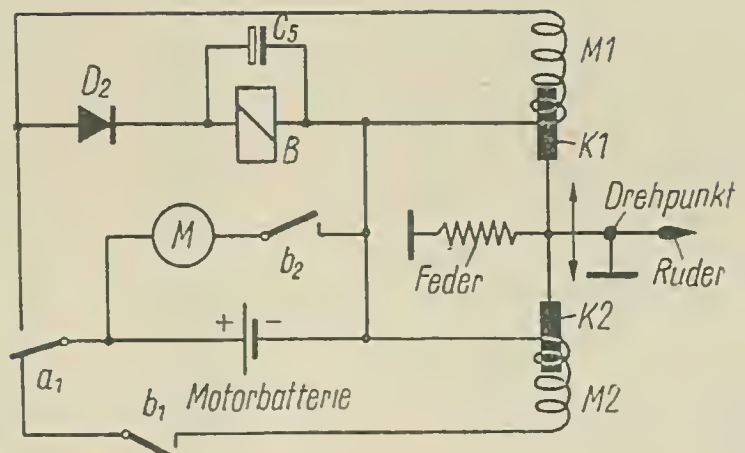 C5
M1
D2
B
K1
Drehpunkt
M
b2
Feder
Ruder
K2
+ −
a1
Motorbatterie
b1
M2